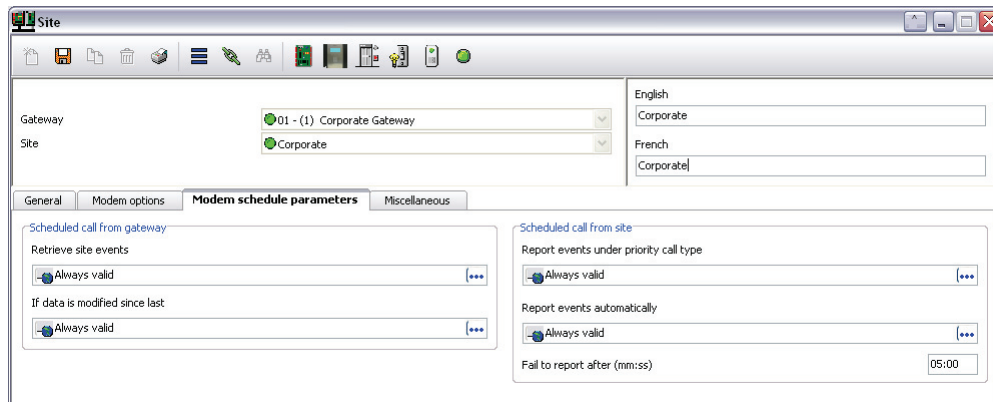 Site
English
Gateway
01 - (1) Corporate Gateway
Corporate
Site
Corporate
French
Corporate
General
Modem options
Modem schedule parameters
Miscellaneous
Scheduled call from gateway
Retrieve site events
Always valid
If data is modified since last
Always valid
Scheduled call from site
Report events under priority call type
Always valid
Report events automatically
Always valid
Fail to report after (mm:ss)
05:00